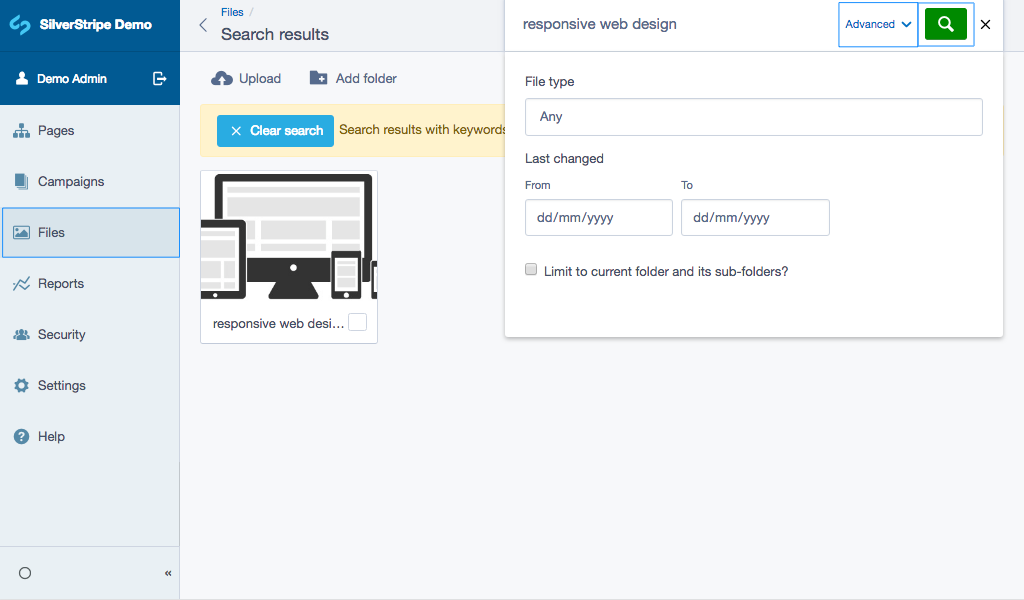 SilverStripe Demo
Demo Admin
Pages
Campaigns
Files
Reports
Security
Settings
Help
«
Files /
Search results
Upload
Add folder
Clear search
Search results with keywords
responsive web desi...
responsive web design
Advanced
File type
Any
Last changed
From
To
dd/mm/yyyy
dd/mm/yyyy
Limit to current folder and its sub-folders?